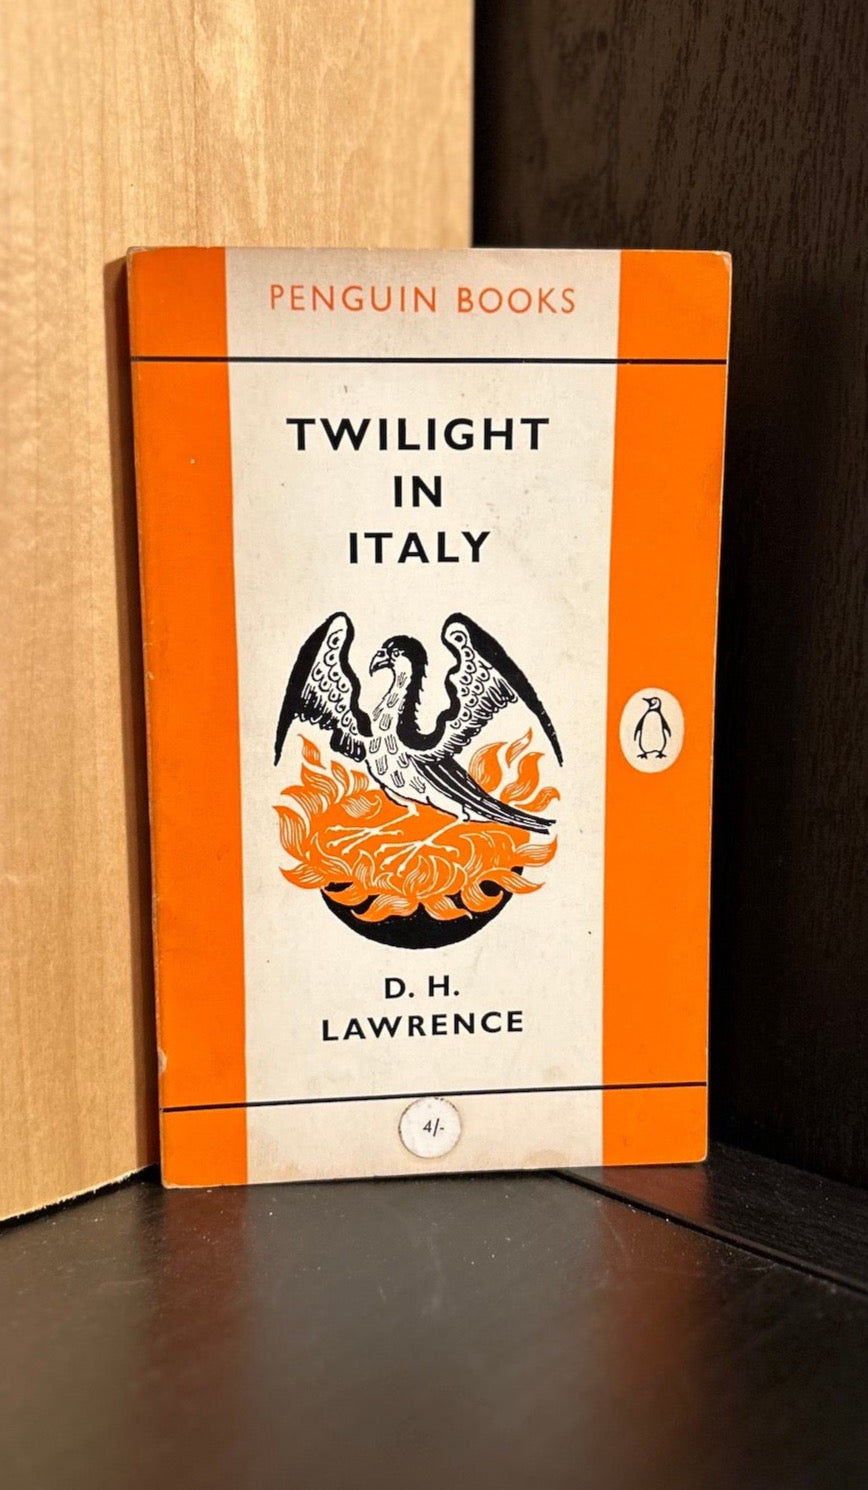 PENGUIN BOOKS
TWILIGHT
IN
ITALY
D. H.
LAWRENCE
4/-